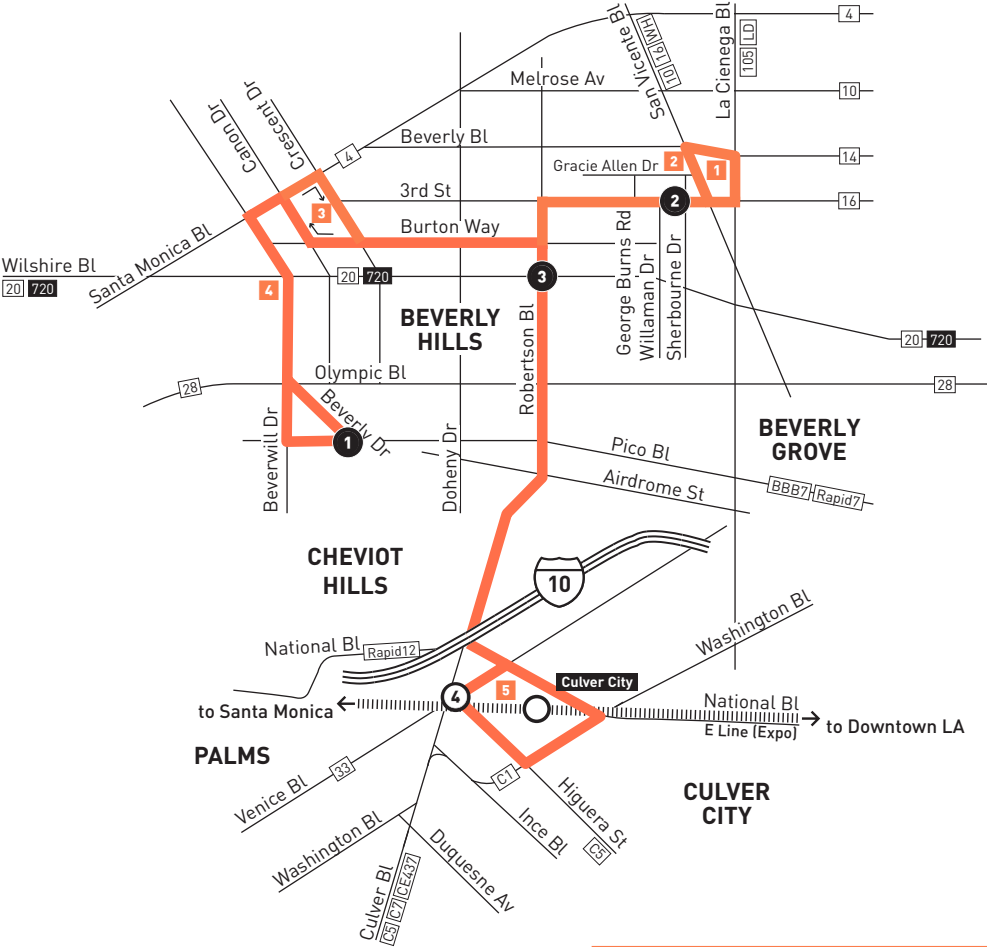 San Vicente Bl
10 16 WH
La Cienega Bl
105 LD
4
Melrose Av
10
Canon Dr
Crescent Dr
4
Beverly Bl
Gracie Allen Dr
2
1
14
3rd St
2
16
3
Burton Way
Santa Monica Bl
Wilshire Bl
20 720
4
20 720
3
George Burns Rd
Willaman Dr
Sherbourne Dr
BEVERLY
HILLS
Robertson Bl
20 720
Olympic Bl
28
28
Beverly Dr
Beverwill Dr
1
Doheny Dr
BEVERLY
GROVE
Pico Bl
BBB7 Rapid7
Airdrome St
CHEVIOT
HILLS
10
Washington Bl
National Bl
Rapid12
Culver City
5
4
National Bl
to Santa Monica
E Line (Expo)
to Downtown LA
PALMS
Venice Bl
33
C1
Higuera St
C5
CULVER
CITY
Ince Bl
Washington Bl
Duquesne Av
Culver Bl
C5 C7 CE437